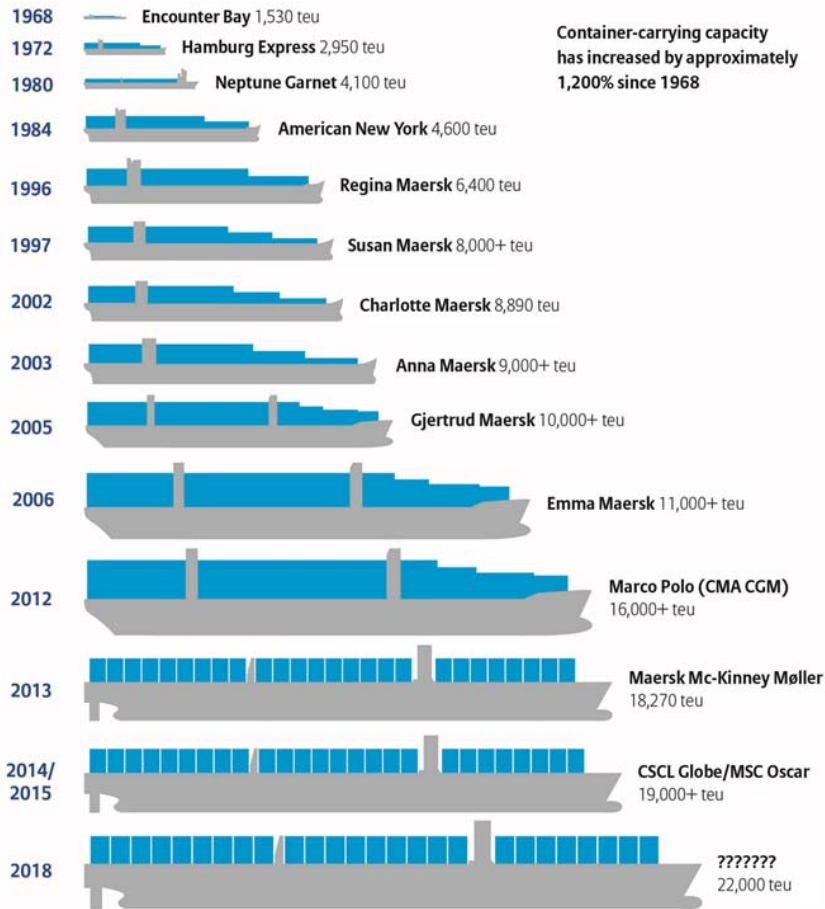 1968 Encounter Bay 1,530 teu
Container-carrying capacity
has increased by approximately
1,200% since 1968
1972 Hamburg Express 2,950 teu
1980 Neptune Garnet 4,100 teu
1984 American New York 4,600 teu
1996 Regina Maersk 6,400 teu
1997 Susan Maersk 8,000+ teu
2002 Charlotte Maersk 8,890 teu
2003 Anna Maersk 9,000+ teu
2005 Gjertrud Maersk 10,000+ teu
2006 Emma Maersk 11,000+ teu
2012 Marco Polo (CMA CGM)
16,000+ teu
2013 Maersk Mc-Kinney Møller
18,270 teu
2014/
2015 CSCL Globe/MSC Oscar
19,000+ teu
2018 ???????
22,000 teu